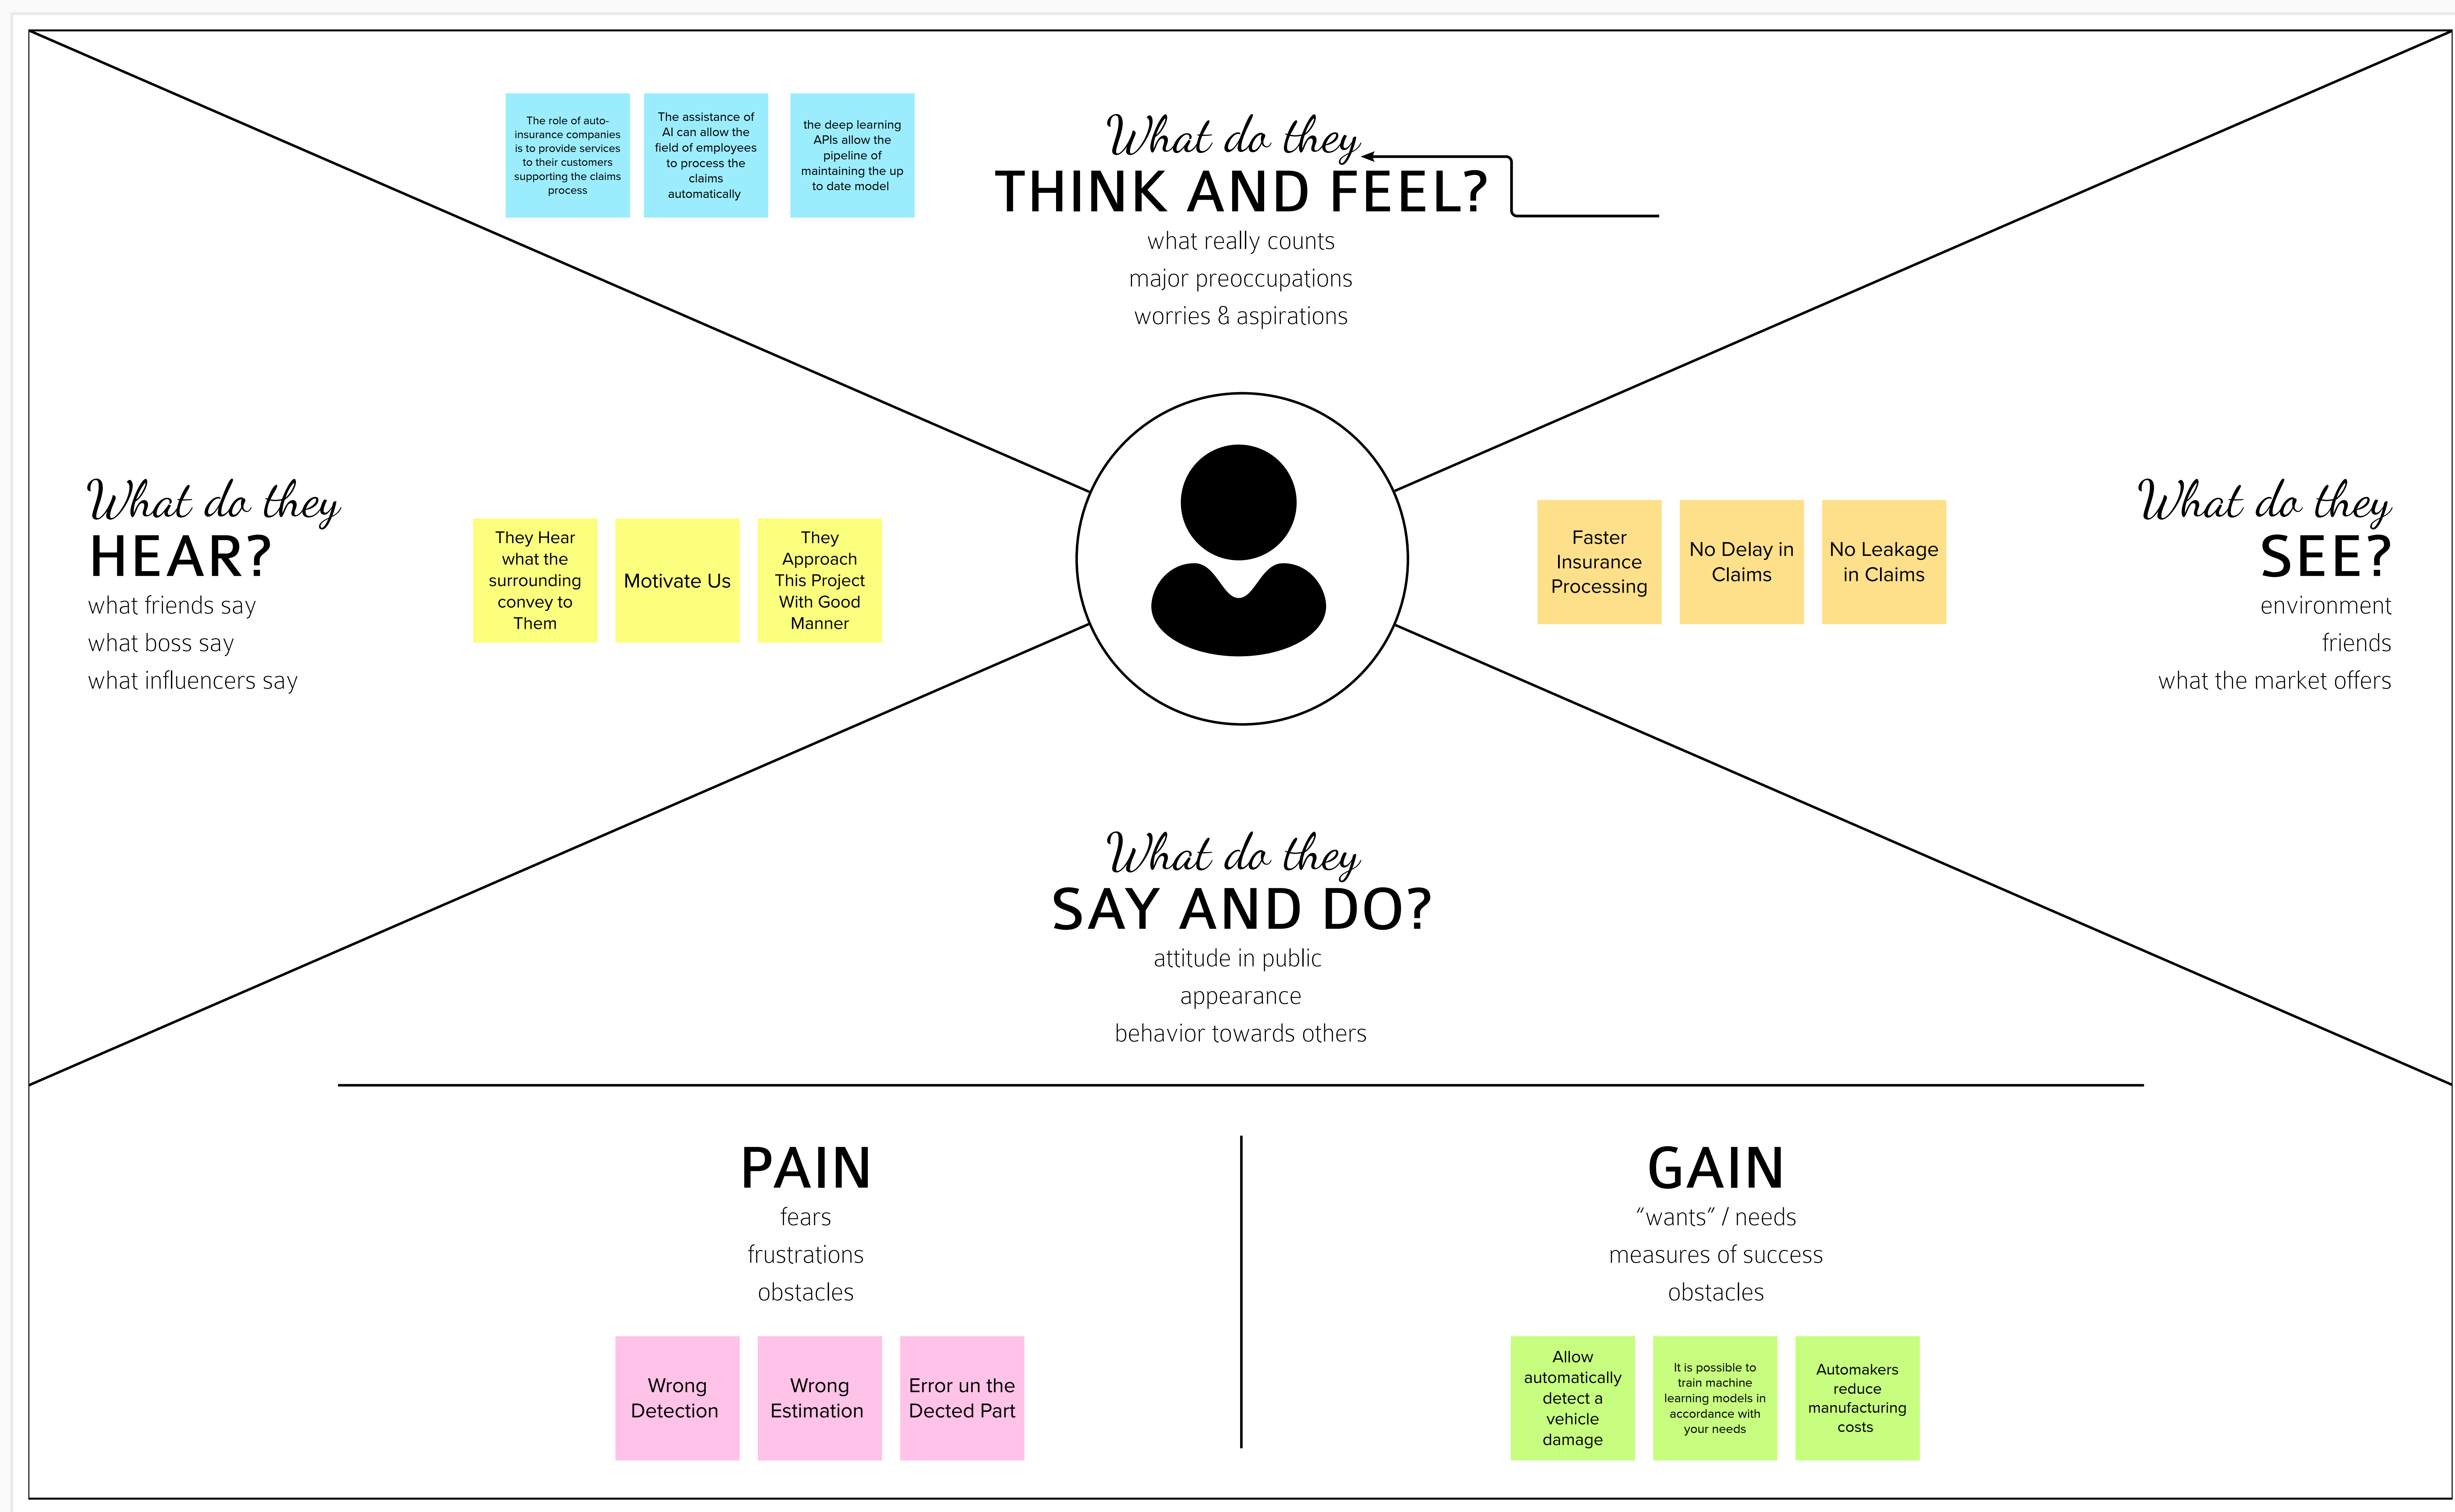 The role of auto-
insurance companies
is to provide services
to their customers
supporting the claims
process
The assistance of
AI can allow the
field of employees
to process the
claims
automatically
the deep learning
APIs allow the
pipeline of
maintaining the up
to date model
What do they
THINK AND FEEL?
what really counts
major preoccupations
worries & aspirations
What do they
HEAR?
what friends say
what boss say
what influencers say
They Hear
what the
surrounding
convey to
Them
Motivate Us
They
Approach
This Project
With Good
Manner
Faster
Insurance
Processing
No Delay in
Claims
No Leakage
in Claims
What do they
SEE?
environment
friends
what the market offers
What do they
SAY AND DO?
attitude in public
appearance
behavior towards others
PAIN
fears
frustrations
obstacles
Wrong
Detection
Wrong
Estimation
Error un the
Dected Part
GAIN
“wants” / needs
measures of success
obstacles
Allow
automatically
detect a
vehicle
damage
It is possible to
train machine
learning models in
accordance with
your needs
Automakers
reduce
manufacturing
costs